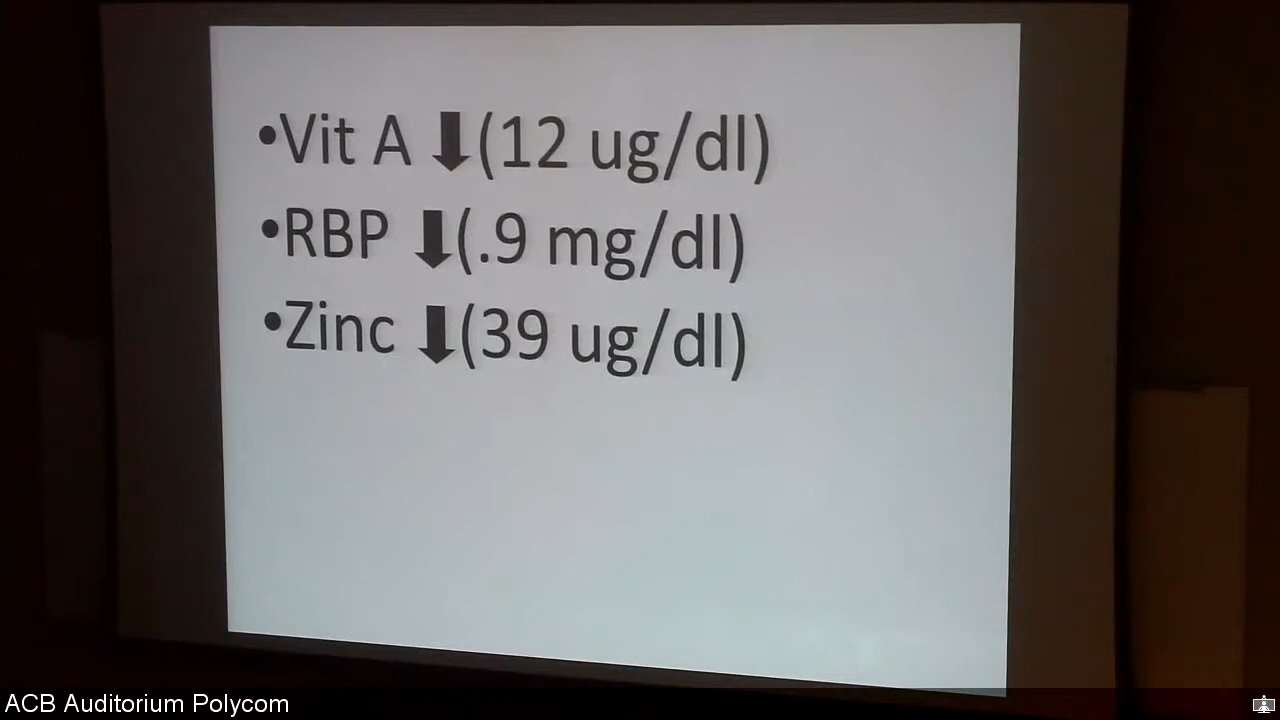 •Vit A ⬇(12 ug/dl)
•RBP ⬇(.9 mg/dl)
•Zinc ⬇(39 ug/dl)
ACB Auditorium Polycom